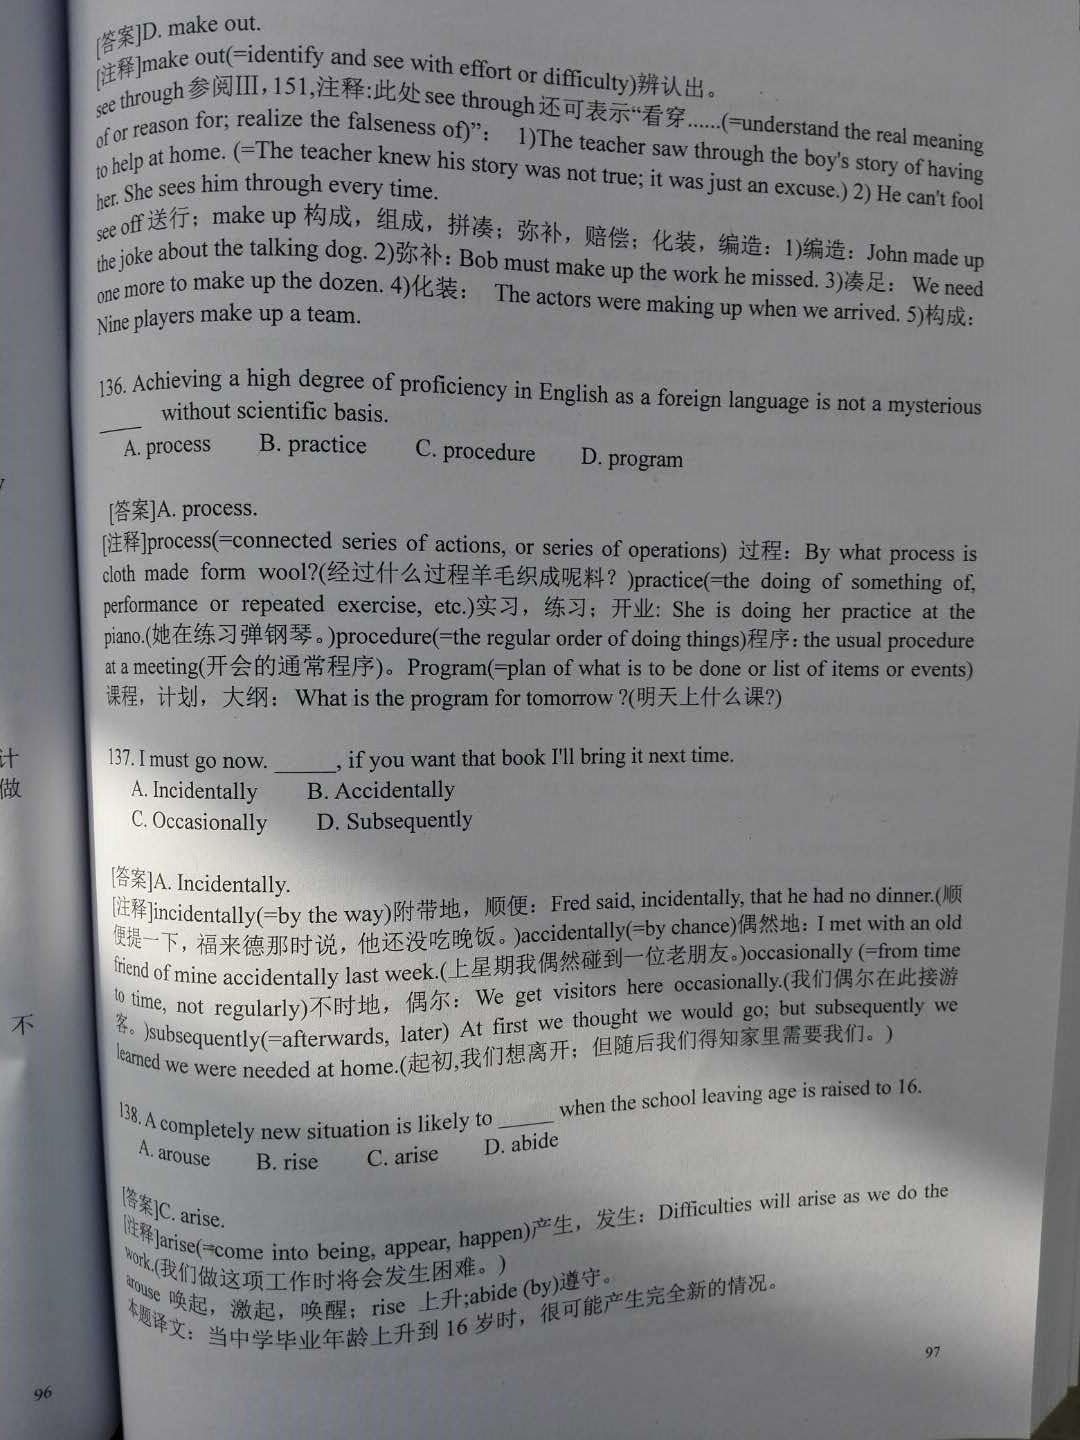 [答案]D. make out.
[注释]make out(=identify and see with effort or difficulty)辨认出。
see through参阅III，151,注释:此处see through还可表示“看穿......(=understand the real meaning
of or reason for; realize the falseness of)”： 1)The teacher saw through the boy's story of having
to help at home. (=The teacher knew his story was not true; it was just an excuse.) 2) He can't fool
her. She sees him through every time.
see off送行；make up 构成，组成，拼凑；弥补，赔偿；化装，编造：1)编造：John made up
the joke about the talking dog. 2)弥补：Bob must make up the work he missed. 3)凑足： We need
one more to make up the dozen. 4)化装： The actors were making up when we arrived. 5)构成：
Nine players make up a team.
136. Achieving a high degree of proficiency in English as a foreign language is not a mysterious
____ without scientific basis.
A. process B. practice C. procedure D. program
[答案]A. process.
[注释]process(=connected series of actions, or series of operations) 过程：By what process is
cloth made form wool?(经过什么过程羊毛织成呢料？)practice(=the doing of something of,
performance or repeated exercise, etc.)实习，练习；开业: She is doing her practice at the
piano.(她在练习弹钢琴。)procedure(=the regular order of doing things)程序：the usual procedure
at a meeting(开会的通常程序)。Program(=plan of what is to be done or list of items or events)
课程，计划，大纲： What is the program for tomorrow ?(明天上什么课?)
137. I must go now. ______, if you want that book I'll bring it next time.
A. Incidentally B. Accidentally
C. Occasionally D. Subsequently
[答案]A. Incidentally.
[注释]incidentally(=by the way)附带地，顺便：Fred said, incidentally, that he had no dinner.(顺
便提一下，福来德那时说，他还没吃晚饭。)accidentally(=by chance)偶然地：I met with an old
friend of mine accidentally last week.(上星期我偶然碰到一位老朋友。)occasionally (=from time
to time, not regularly)不时地，偶尔：We get visitors here occasionally.(我们偶尔在此接游
客。)subsequently(=afterwards, later) At first we thought we would go; but subsequently we
learned we were needed at home.(起初,我们想离开；但随后我们得知家里需要我们。)
138. A completely new situation is likely to _____ when the school leaving age is raised to 16.
A. arouse B. rise C. arise D. abide
[答案]C. arise.
[注释]arise(=come into being, appear, happen)产生，发生：Difficulties will arise as we do the
work.(我们做这项工作时将会发生困难。)
arouse 唤起，激起，唤醒；rise 上升;abide (by)遵守。
本题译文：当中学毕业年龄上升到 16 岁时，很可能产生完全新的情况。
97
计
做
不
96